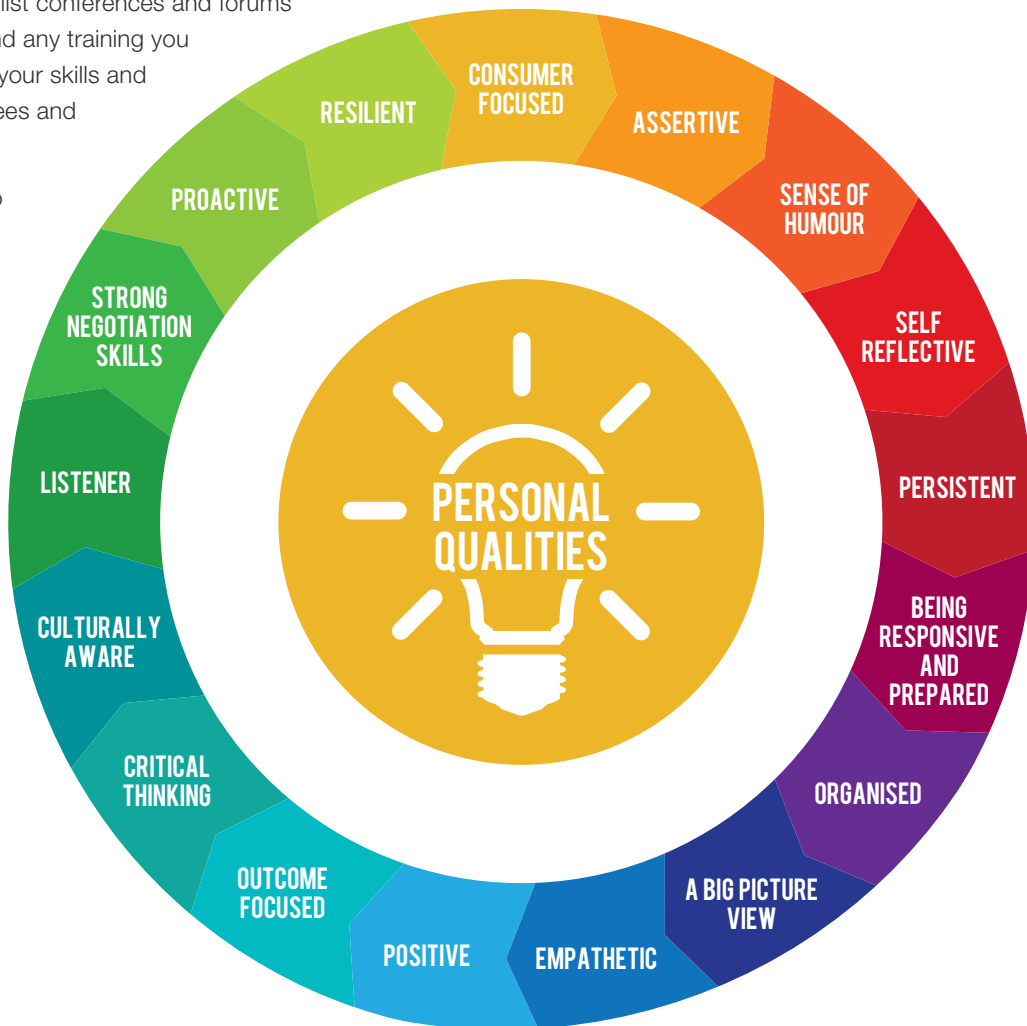 list conferences and forums
nd any training you
your skills and
ees and
CONSUMER
FOCUSED
ASSERTIVE
SENSE OF
HUMOUR
SELF
REFLECTIVE
PERSISTENT
BEING
RESPONSIVE
AND
PREPARED
ORGANISED
A BIG PICTURE
VIEW
EMPATHETIC
POSITIVE
OUTCOME
FOCUSED
CRITICAL
THINKING
CULTURALLY
AWARE
LISTENER
STRONG
NEGOTIATION
SKILLS
PROACTIVE
RESILIENT
PERSONAL
QUALITIES